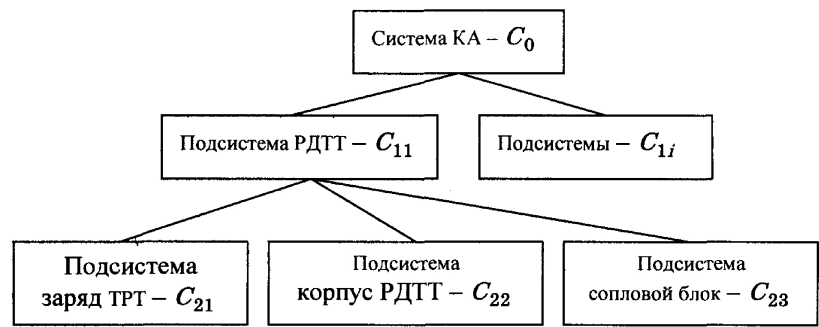 Система КА – C₀
Подсистема РДТТ – C₁₁
Подсистемы – C₁ᵢ
Подсистема
заряд ТРТ – C₂₁
Подсистема
корпус РДТТ – C₂₂
Подсистема
сопловой блок – C₂₃